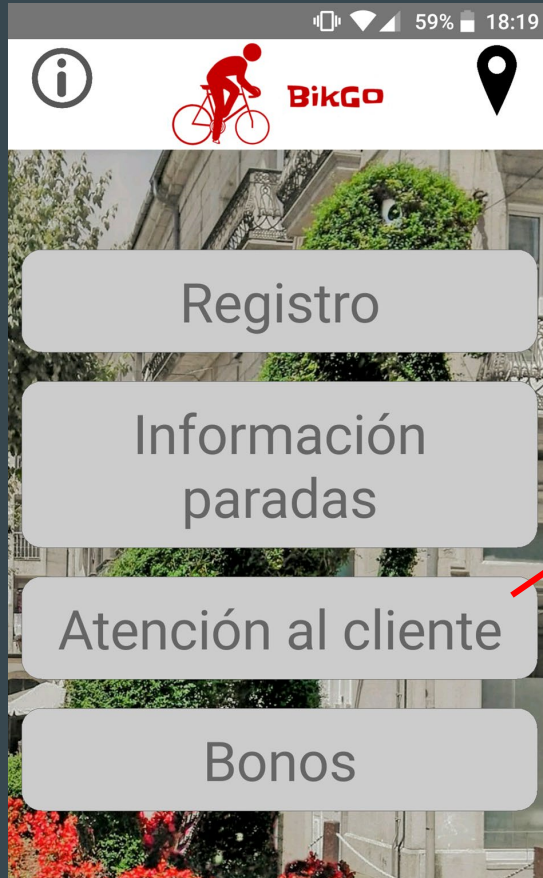 59% 18:19
BikGo
Registro
Información
paradas
Atención al cliente
Bonos